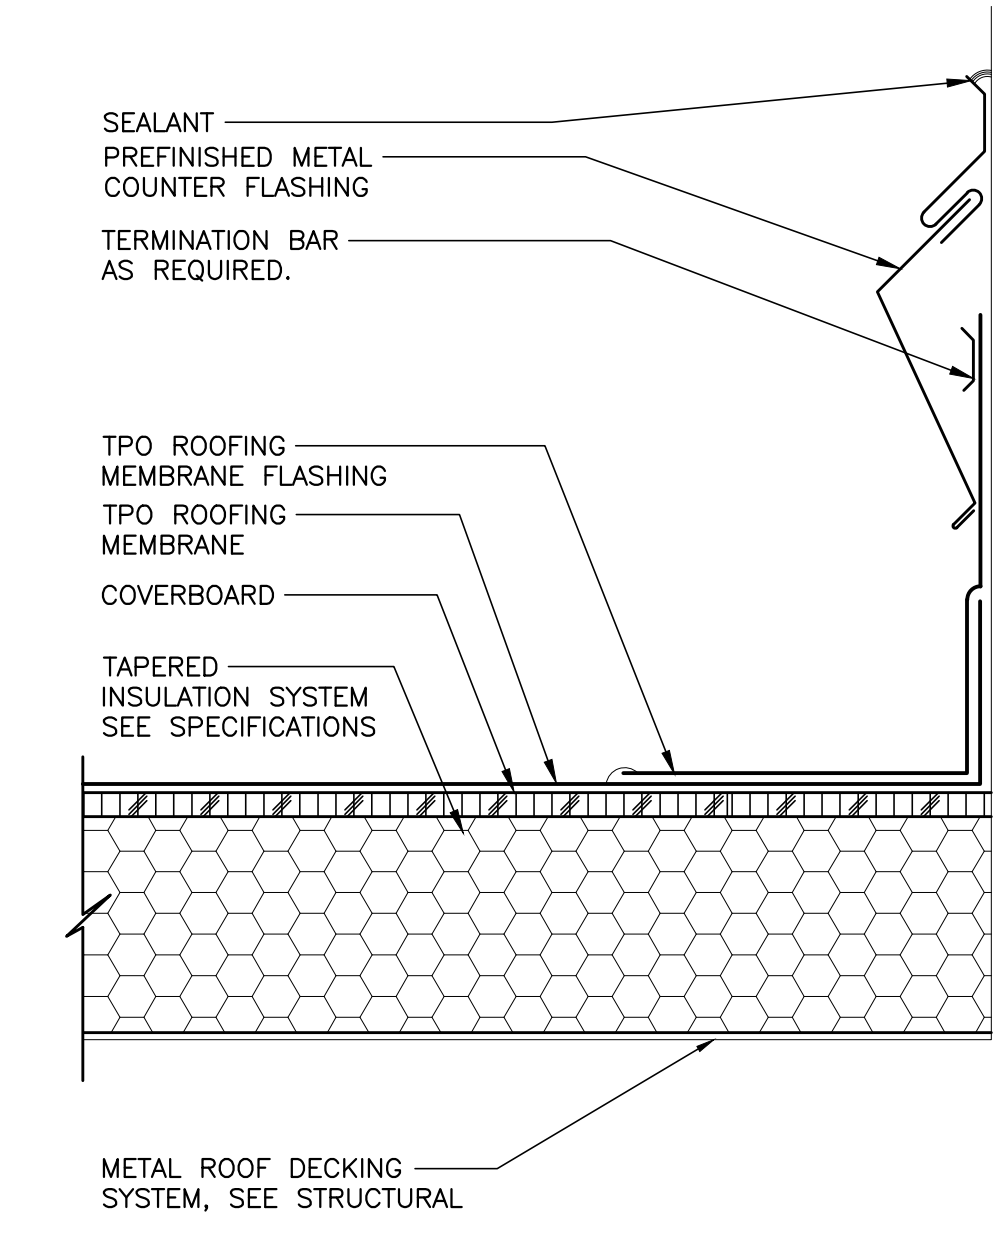 SEALANT
PREFINISHED METAL
COUNTER FLASHING
TERMINATION BAR
AS REQUIRED.
TPO ROOFING
MEMBRANE FLASHING
TPO ROOFING
MEMBRANE
COVERBOARD
TAPERED
INSULATION SYSTEM
SEE SPECIFICATIONS
METAL ROOF DECKING
SYSTEM, SEE STRUCTURAL